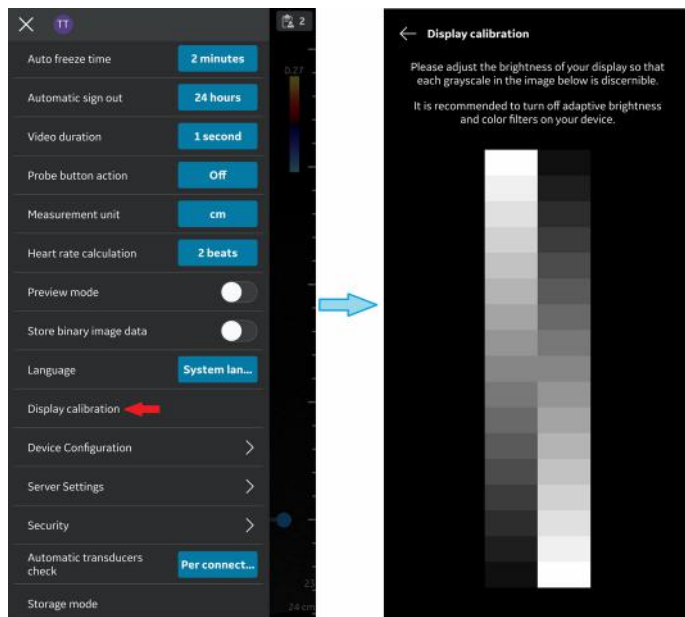 TT
2
Auto freeze time 2 minutes
0.27
Automatic sign out 24 hours
Video duration 1 second
Probe button action Off
Measurement unit cm
Heart rate calculation 2 beats
Preview mode
Store binary image data
Language System lan...
Display calibration
Device Configuration
Server Settings
Security
Automatic transducers
check
Per connect...
23
Storage mode
24 cm
Display calibration
Please adjust the brightness of your display so that
each grayscale in the image below is discernible.
It is recommended to turn off adaptive brightness
and color filters on your device.